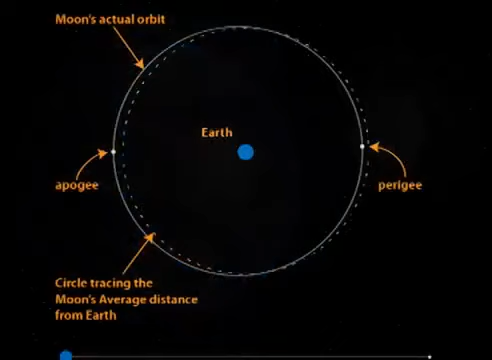 Moon's actual orbit
Earth
apogee
perigee
Circle tracing the
Moon's Average distance
from Earth